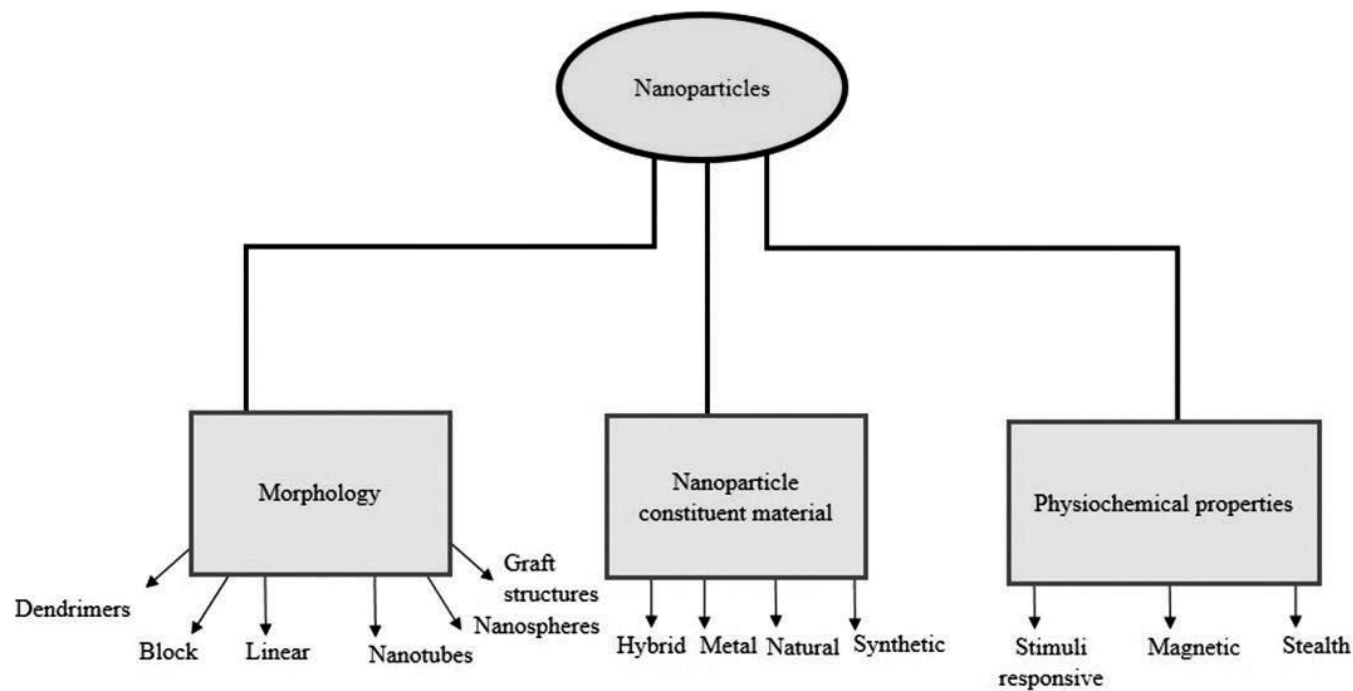 Nanoparticles
Morphology
Nanoparticle
constituent material
Physiochemical properties
Dendrimers
Block
Linear
Nanotubes
Nanospheres
Graft
structures
Hybrid
Metal
Natural
Synthetic
Stimuli
responsive
Magnetic
Stealth